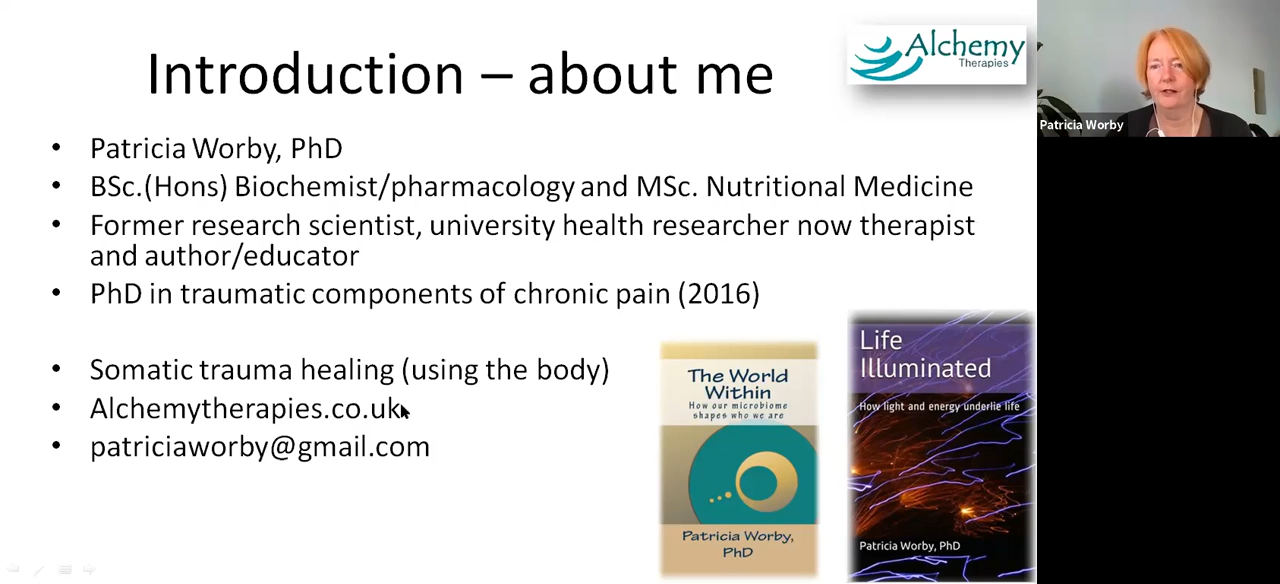 Introduction – about me
Alchemy
Therapies
Patricia Worby
• Patricia Worby, PhD
• BSc.(Hons) Biochemist/pharmacology and MSc. Nutritional Medicine
• Former research scientist, university health researcher now therapist
and author/educator
• PhD in traumatic components of chronic pain (2016)
• Somatic trauma healing (using the body)
• Alchemytherapies.co.uk
• patriciaworby@gmail.com
The World
Within
How our microbiome
shapes who we are
Patricia Worby,
PhD
Life
Illuminated
How light and energy underlie life
Patricia Worby, PhD